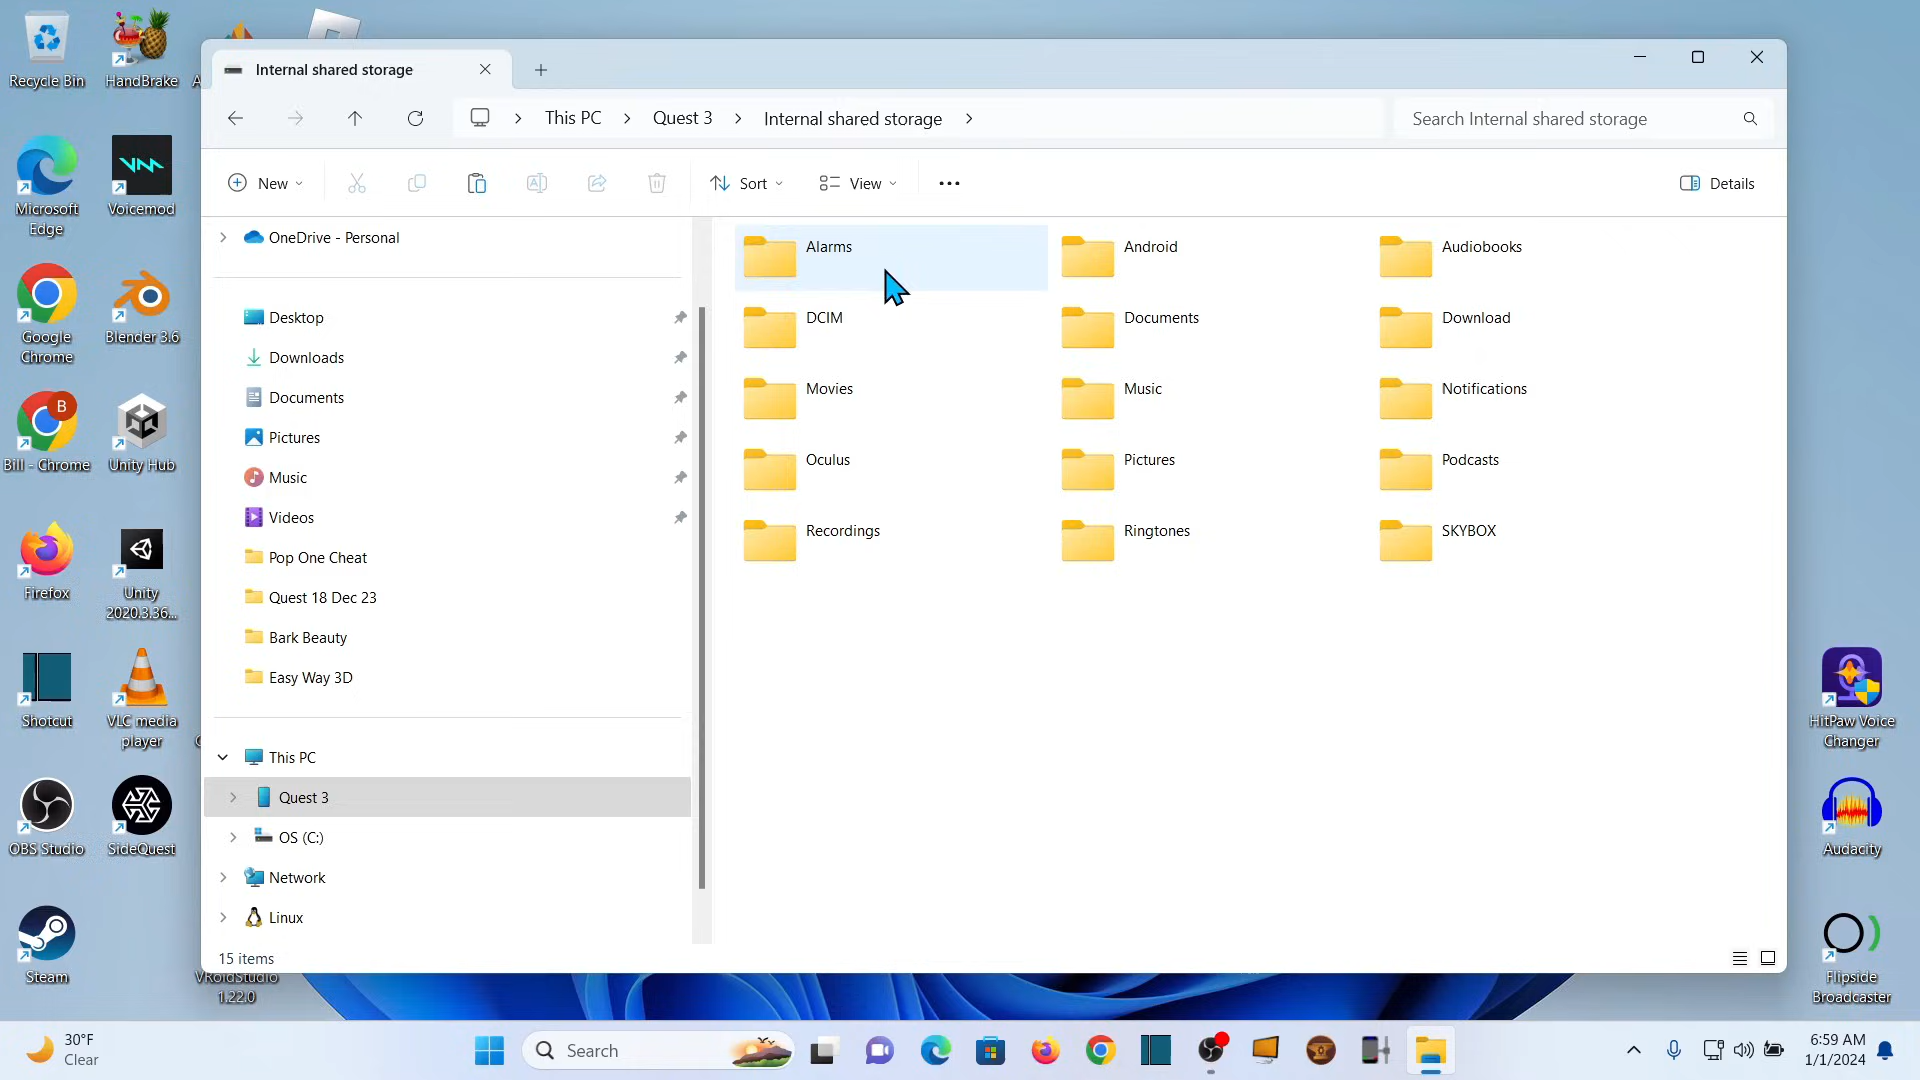 Recycle Bin
HandBrake
A
Microsoft
Edge
Voicemod
Google
Chrome
Blender 3.6
B
Bill - Chrome
Unity Hub
Firefox
Unity
2020.3.36...
Shotcut
VLC media
player
OBS Studio
SideQuest
Steam
VRoidStudio
1.22.0
Internal shared storage
This PC
Quest 3
Internal shared storage
Search Internal shared storage
New
Sort
View
Details
OneDrive - Personal
Desktop
Downloads
Documents
Pictures
Music
Videos
Pop One Cheat
Quest 18 Dec 23
Bark Beauty
Easy Way 3D
This PC
Quest 3
OS (C:)
Network
Linux
15 items
Alarms
Android
Audiobooks
DCIM
Documents
Download
Movies
Music
Notifications
Oculus
Pictures
Podcasts
Recordings
Ringtones
SKYBOX
HitPaw Voice
Changer
Audacity
Flipside
Broadcaster
30°F
Clear
Search
6:59 AM
1/1/2024